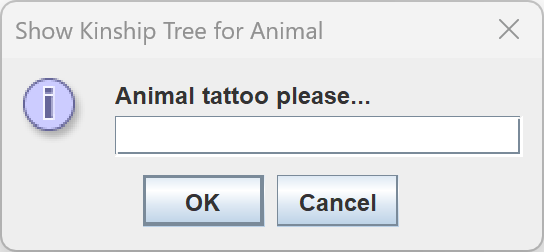 Show Kinship Tree for Animal
Animal tattoo please...
OK
Cancel